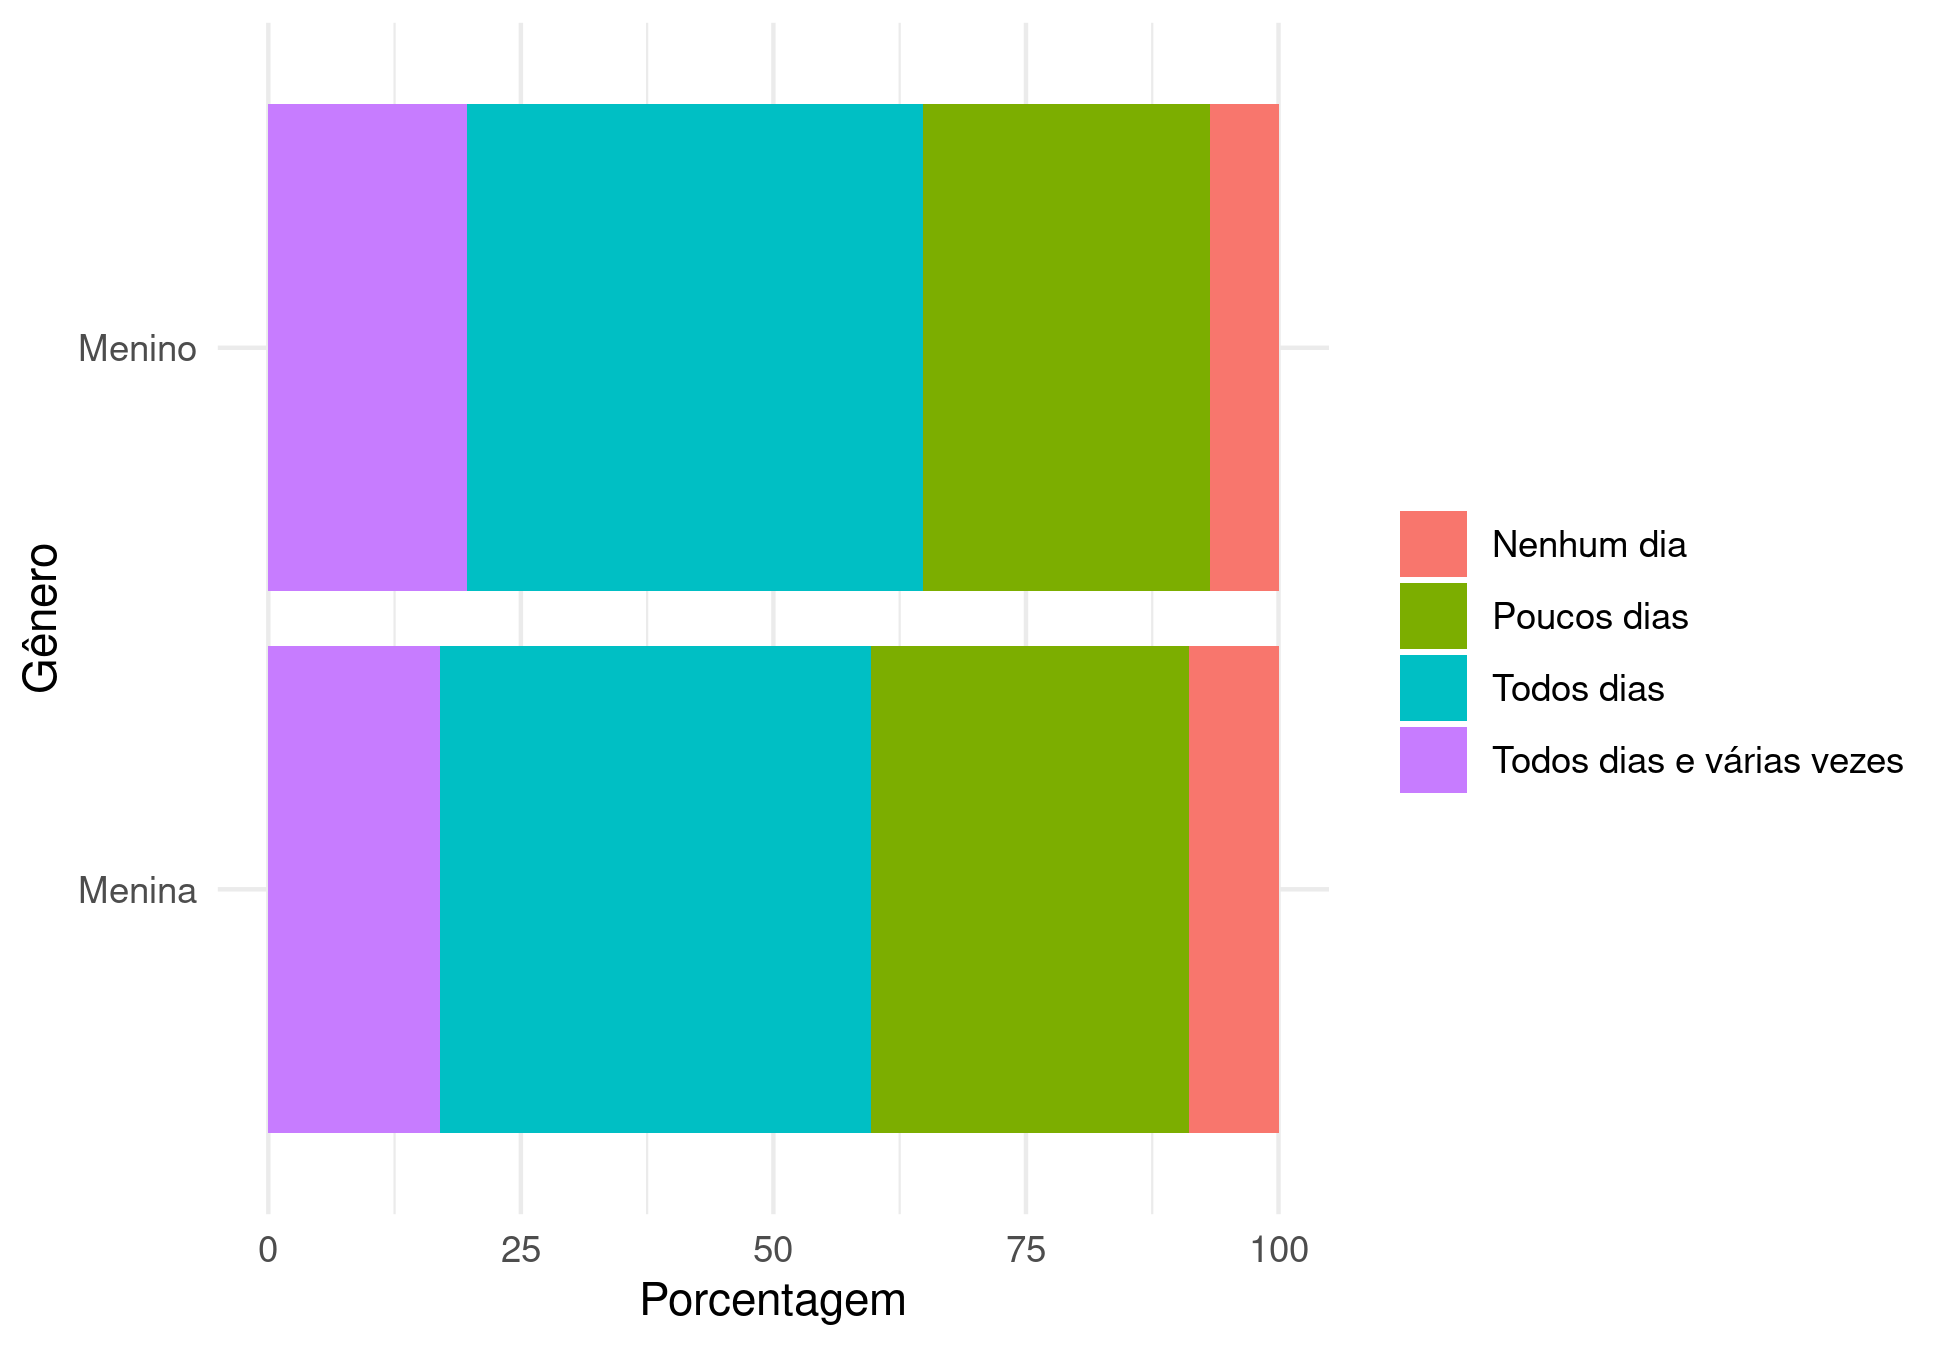 Gênero
Menino
Menina
0 25 50 75 100
Porcentagem
Nenhum dia
Poucos dias
Todos dias
Todos dias e várias vezes